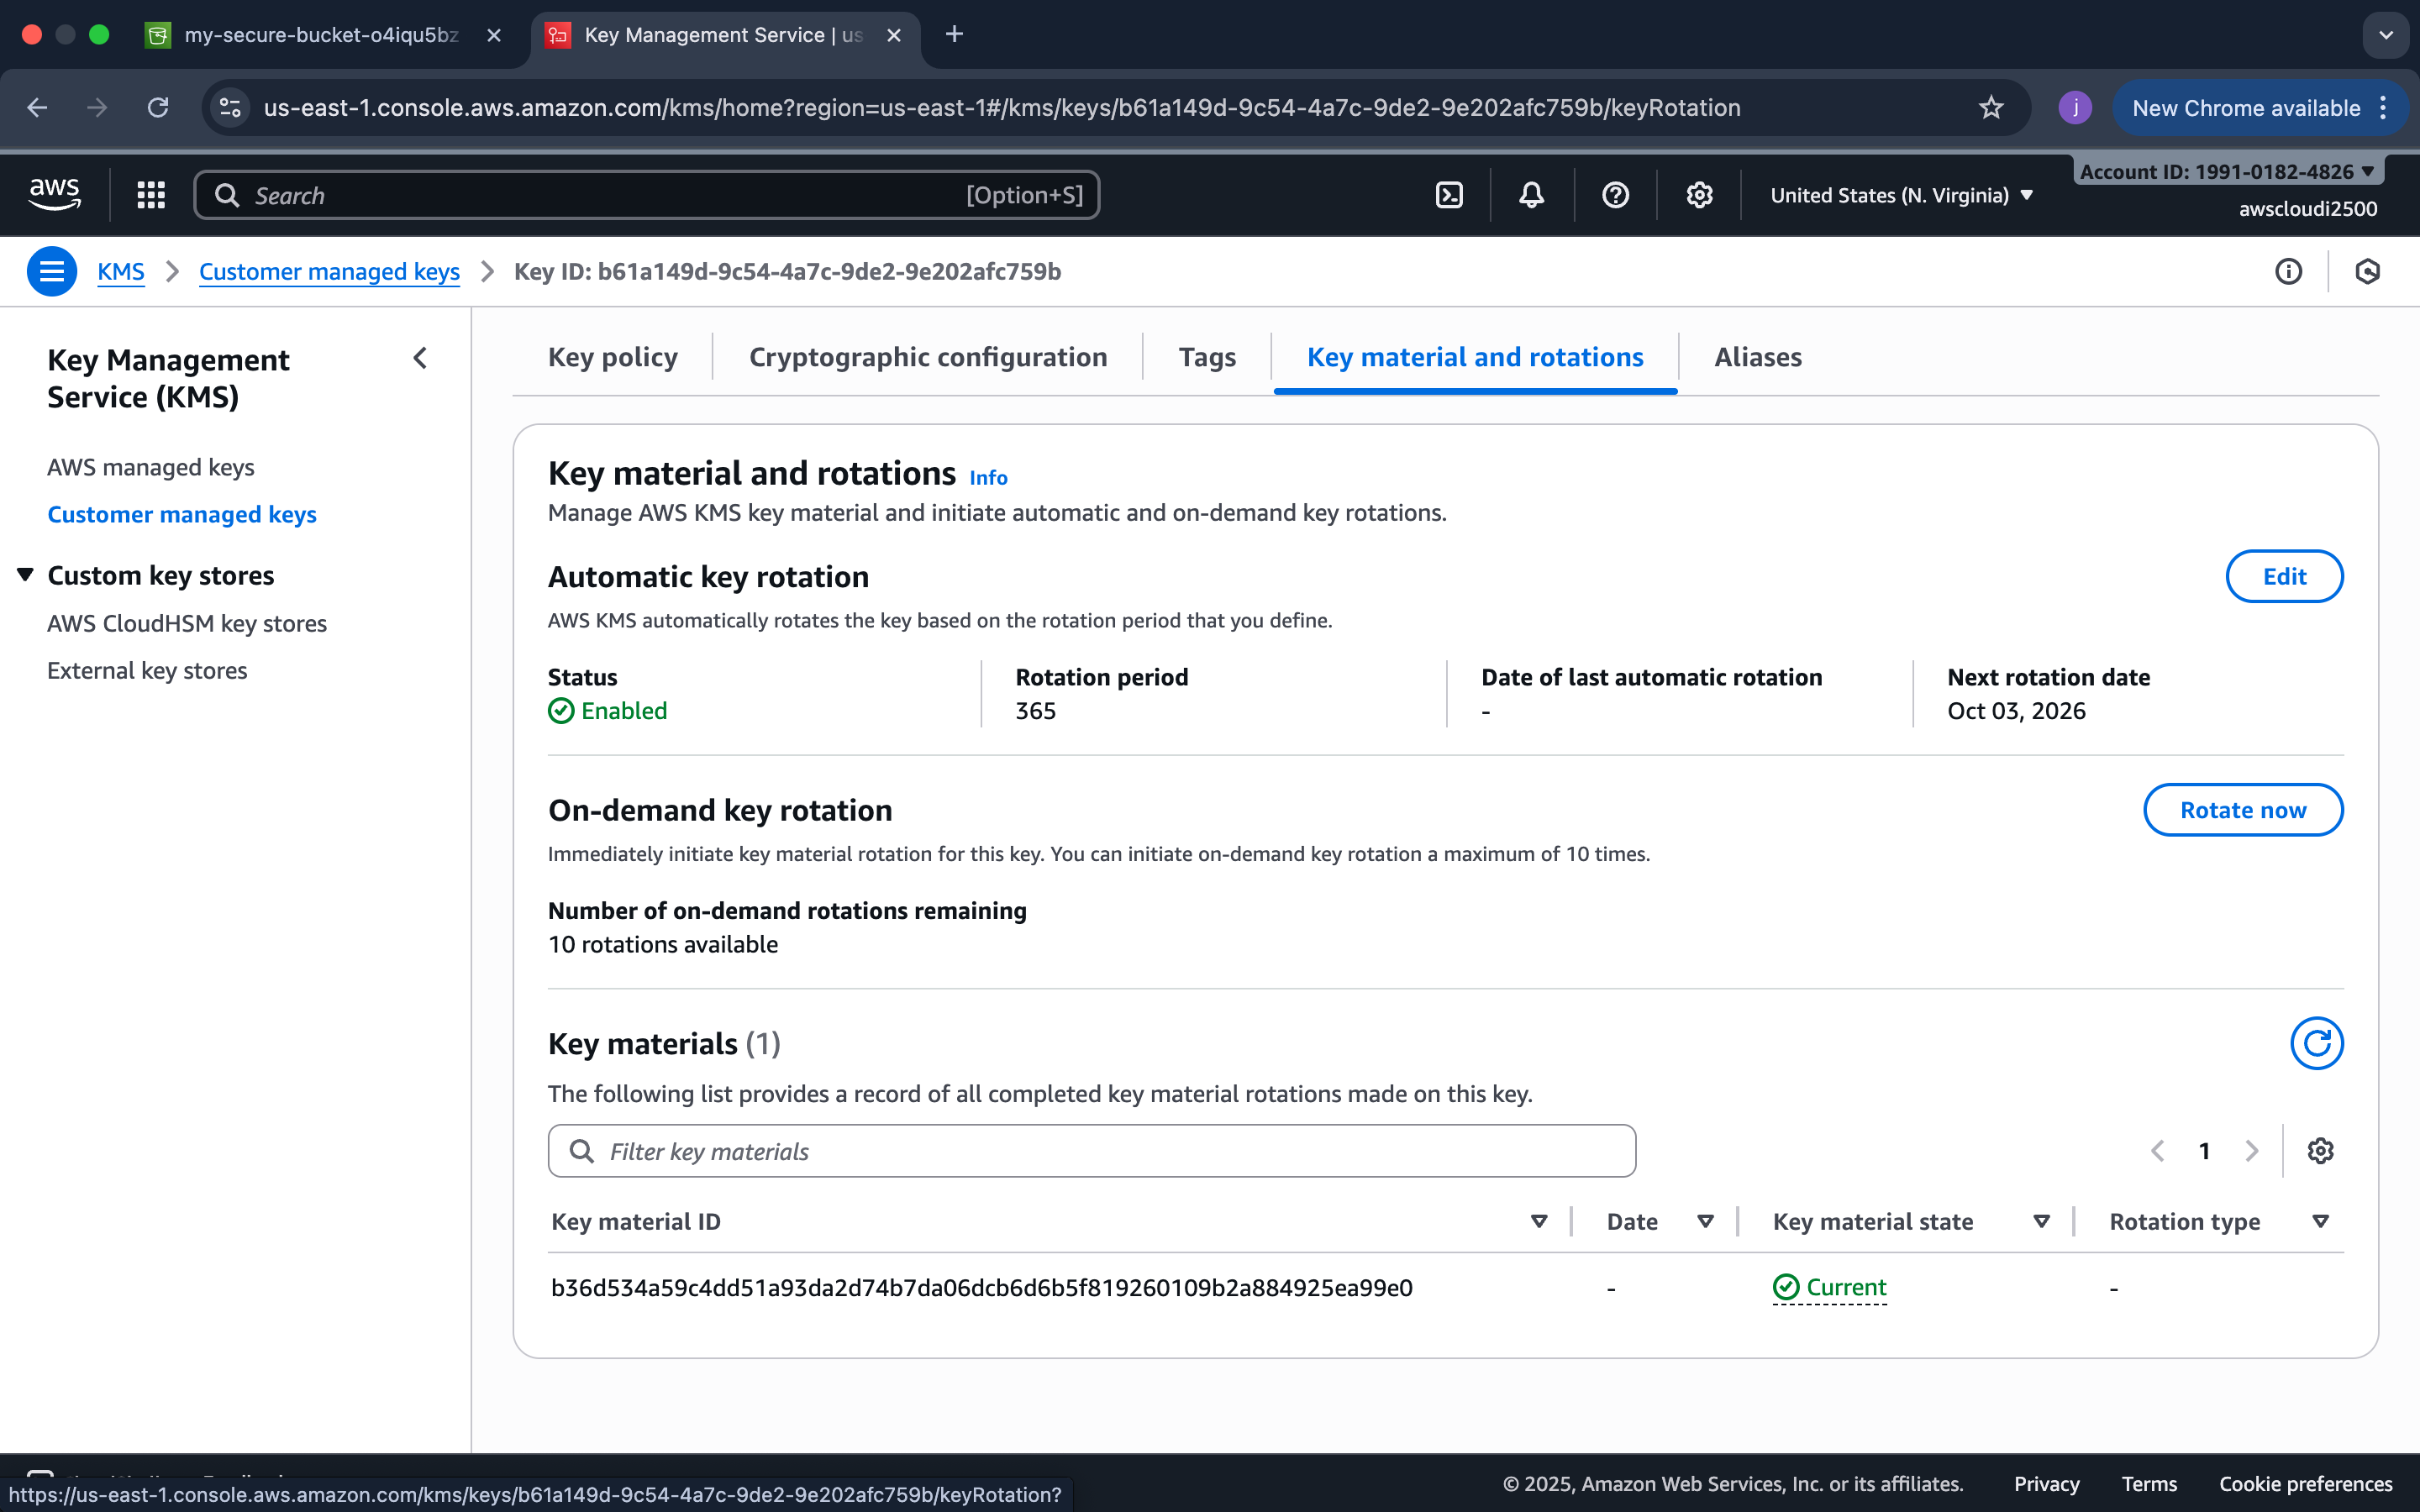 my-secure-bucket-o4iqu5bz
Key Management Service | us
us-east-1.console.aws.amazon.com/kms/home?region=us-east-1#/kms/keys/b61a149d-9c54-4a7c-9de2-9e202afc759b/keyRotation
j
New Chrome available
aws
Search
[Option+S]
United States (N. Virginia)
Account ID: 1991-0182-4826
awscloudi2500
KMS
Customer managed keys
Key ID: b61a149d-9c54-4a7c-9de2-9e202afc759b
Key Management
Service (KMS)
AWS managed keys
Customer managed keys
Custom key stores
AWS CloudHSM key stores
External key stores
Key policy
Cryptographic configuration
Tags
Key material and rotations
Aliases
Key material and rotations Info
Manage AWS KMS key material and initiate automatic and on-demand key rotations.
Automatic key rotation
Edit
AWS KMS automatically rotates the key based on the rotation period that you define.
Status
Enabled
Rotation period
365
Date of last automatic rotation
-
Next rotation date
Oct 03, 2026
On-demand key rotation
Rotate now
Immediately initiate key material rotation for this key. You can initiate on-demand key rotation a maximum of 10 times.
Number of on-demand rotations remaining
10 rotations available
Key materials (1)
The following list provides a record of all completed key material rotations made on this key.
Filter key materials
1
Key material ID
Date
Key material state
Rotation type
b36d534a59c4dd51a93da2d74b7da06dcb6d6b5f819260109b2a884925ea99e0
-
Current
-
© 2025, Amazon Web Services, Inc. or its affiliates.
Privacy
Terms
Cookie preferences
https://us-east-1.console.aws.amazon.com/kms/keys/b61a149d-9c54-4a7c-9de2-9e202afc759b/keyRotation?